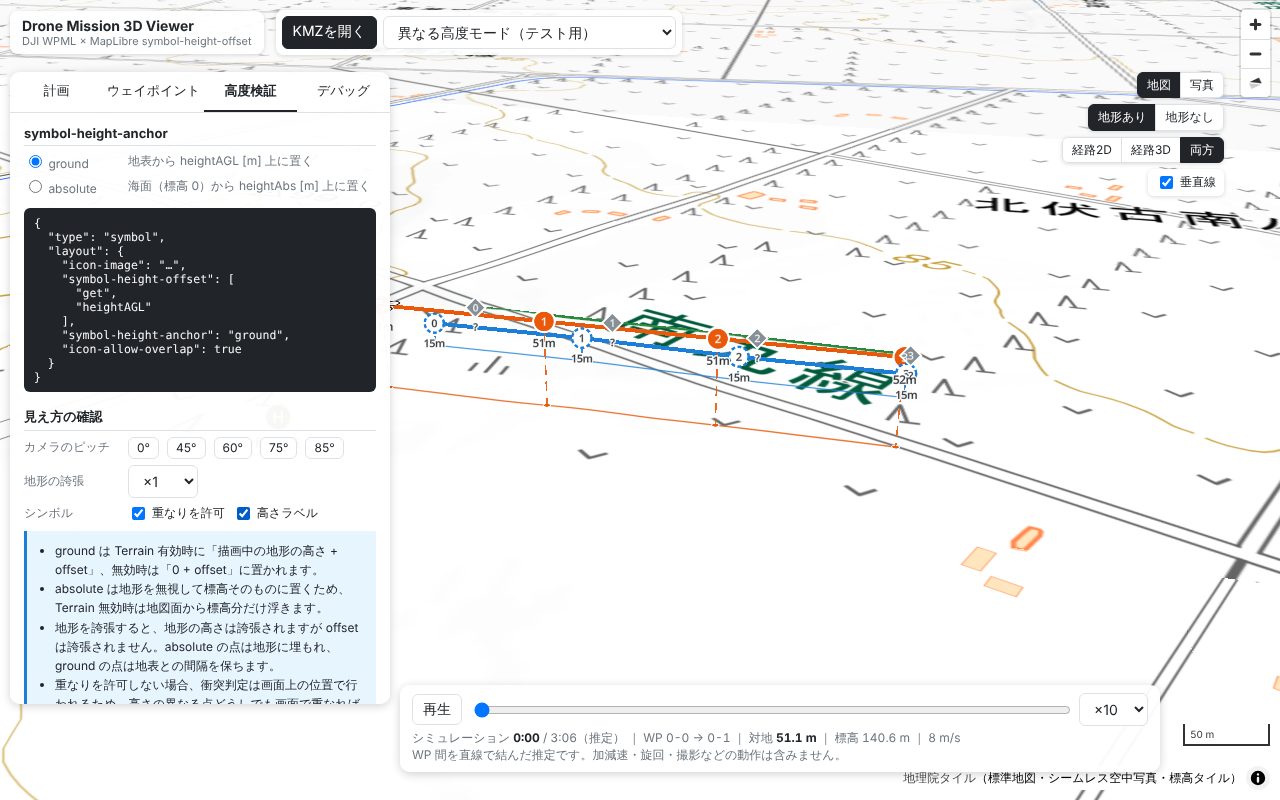 Drone Mission 3D Viewer
DJI WPML × MapLibre symbol-height-offset
KMZを開く
異なる高度モード（テスト用）
計画
ウェイポイント
高度検証
デバッグ
symbol-height-anchor
ground
地表から heightAGL [m] 上に置く
absolute
海面（標高 0）から heightAbs [m] 上に置く
{
  "type": "symbol",
  "layout": {
    "icon-image": "…",
    "symbol-height-offset": [
      "get",
      "heightAGL"
    ],
    "symbol-height-anchor": "ground",
    "icon-allow-overlap": true
  }
}
見え方の確認
カメラのピッチ
0°
45°
60°
75°
85°
地形の誇張
×1
シンボル
重なりを許可
高さラベル
ground は Terrain 有効時に「描画中の地形の高さ +
offset」、無効時は「0 + offset」に置かれます。
absolute は地形を無視して標高そのものに置くため、
Terrain 無効時は地図面から標高分だけ浮きます。
地形を誇張すると、地形の高さは誇張されますが offset
は誇張されません。absolute の点は地形に埋もれ、
ground の点は地表との間隔を保ちます。
重なりを許可しない場合、衝突判定は画面上の位置で行
われるため、高さの異なる点どうしでも画面で重なれば
地図
写真
地形あり
地形なし
経路2D
経路3D
両方
垂直線
北伏古南
85
0
?
0
15m
1
51m
1
?
1
15m
2
51m
2
?
2
15m
3
52m
15m
再生
×10
シミュレーション 0:00 / 3:06（推定） | WP 0-0 → 0-1 | 対地 51.1 m | 標高 140.6 m | 8 m/s
WP 間を直線で結んだ推定です。加減速・旋回・撮影などの動作は含みません。
50 m
地理院タイル（標準地図・シームレス空中写真・標高タイル）